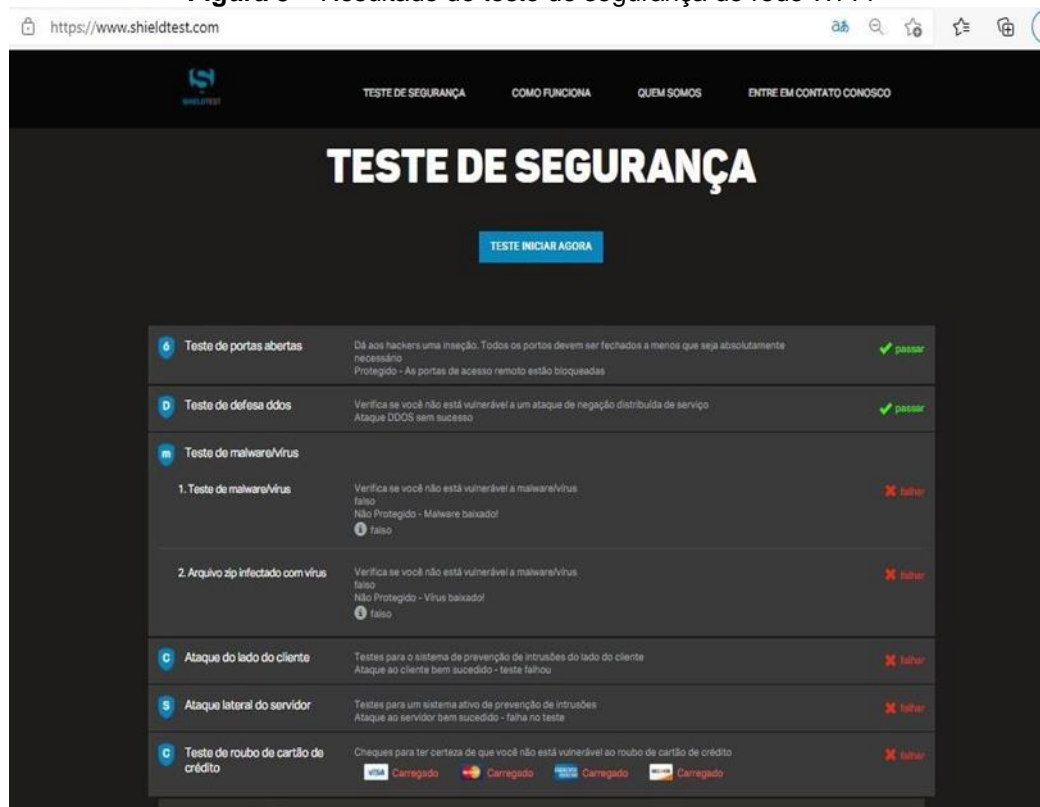 https://www.shieldtest.com
SHIELDTEST
TESTE DE SEGURANÇA
COMO FUNCIONA
QUEM SOMOS
ENTRE EM CONTATO CONOSCO
TESTE DE SEGURANÇA
TESTE INICIAR AGORA
Teste de portas abertas
Dá aos hackers uma inseção. Todos os portos devem ser fechados a menos que seja absolutamente
necessário
Protegido - As portas de acesso remoto estão bloqueadas
passar
Teste de defesa ddos
Verifica se você não está vulnerável a um ataque de negação distribuída de serviço
Ataque DDOS sem sucesso
passar
Teste de malware/vírus
1. Teste de malware/vírus
Verifica se você não está vulnerável a malware/vírus
falso
Não Protegido - Malware baixado!
falso
falhar
2. Arquivo zip infectado com vírus
Verifica se você não está vulnerável a malware/vírus
falso
Não Protegido - Vírus baixado!
falso
falhar
Ataque do lado do cliente
Testes para o sistema de prevenção de intrusões do lado do cliente
Ataque ao cliente bem sucedido - teste falhou
falhar
Ataque lateral do servidor
Testes para um sistema ativo de prevenção de intrusões
Ataque ao servidor bem sucedido - falha no teste
falhar
Teste de roubo de cartão de
crédito
Cheques para ter certeza de que você não está vulnerável ao roubo de cartão de crédito
VISA Carregado Carregado Carregado Carregado
falhar